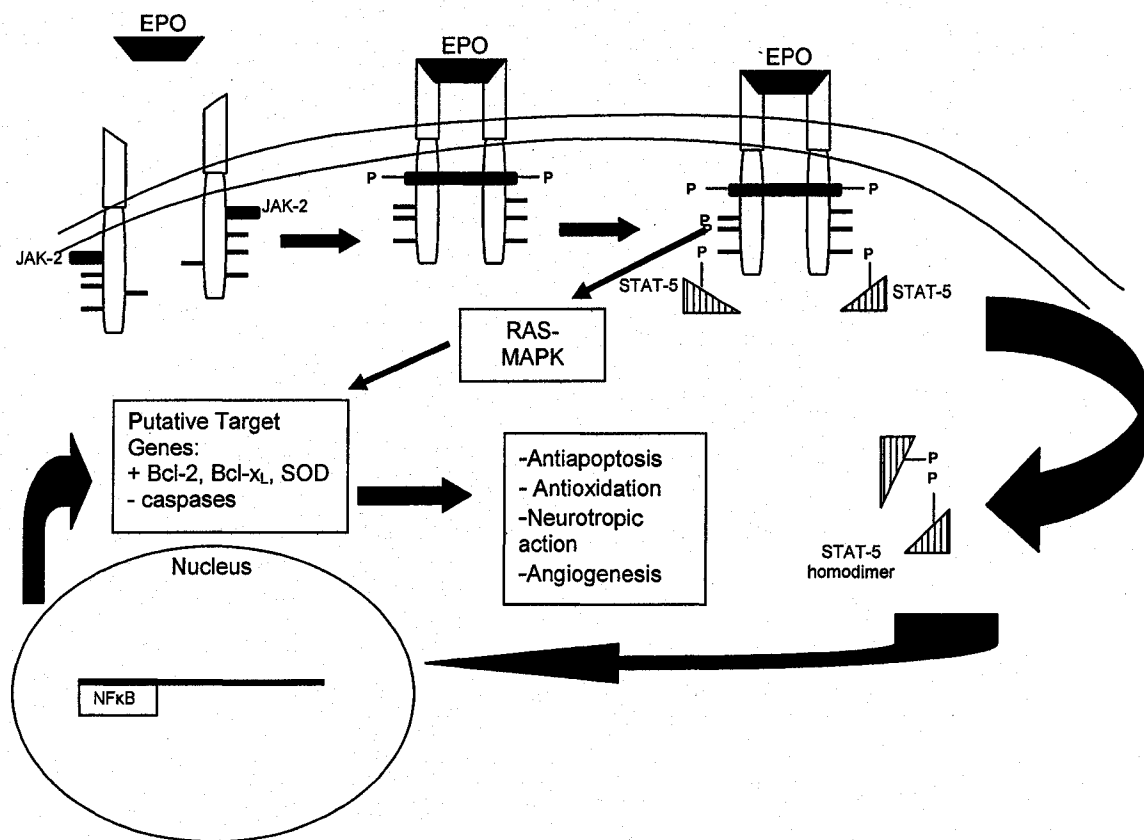 EPO
EPO
EPO
JAK-2
JAK-2
P
P
P
P
P
P
P
P
STAT-5
STAT-5
RAS-
MAPK
Putative Target
Genes:
+ Bcl-2, Bcl-xL, SOD
- caspases
-Antiapoptosis
- Antioxidation
-Neurotropic
action
-Angiogenesis
P
P
STAT-5
homodimer
Nucleus
NFκB